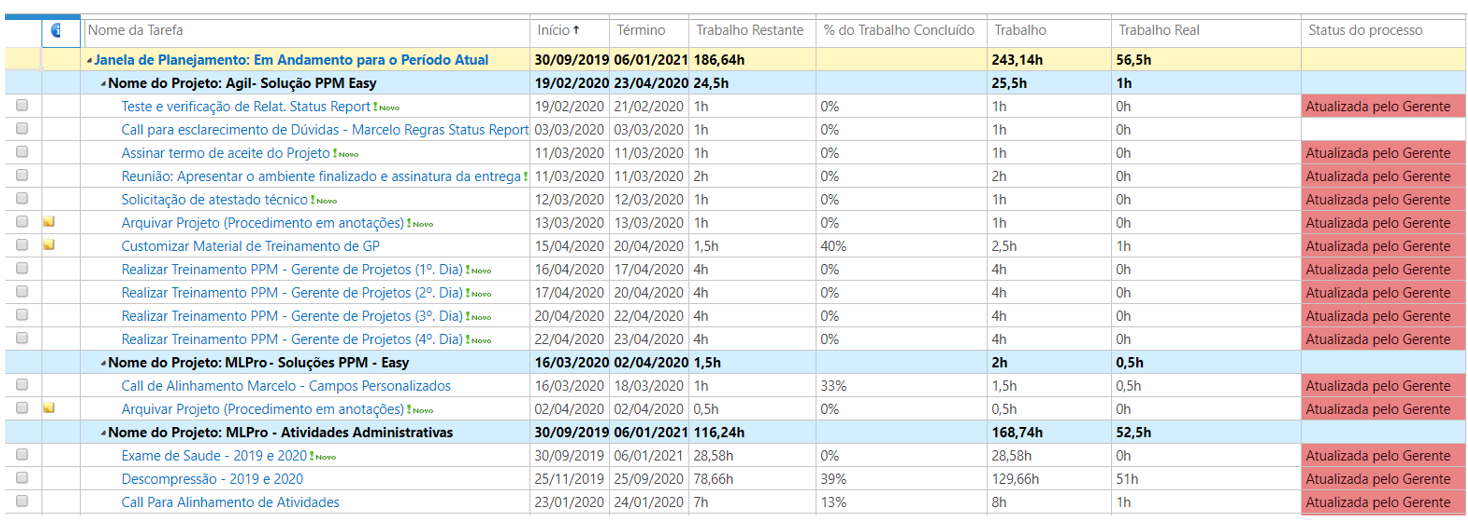 Nome da Tarefa Início Término Trabalho Restante % do Trabalho Concluído Trabalho Trabalho Real Status do processo
Janela de Planejamento: Em Andamento para o Período Atual 30/09/2019 06/01/2021 186,64h 243,14h 56,5h
Nome do Projeto: Agil- Solução PPM Easy 19/02/2020 23/04/2020 24,5h 25,5h 1h
Teste e verificação de Relat. Status Report ! Novo 19/02/2020 21/02/2020 1h 0% 1h 0h Atualizada pelo Gerente
Call para esclarecimento de Dúvidas - Marcelo Regras Status Report 03/03/2020 03/03/2020 1h 0% 1h 0h
Assinar termo de aceite do Projeto ! Novo 11/03/2020 11/03/2020 1h 0% 1h 0h Atualizada pelo Gerente
Reunião: Apresentar o ambiente finalizado e assinatura da entrega ! 11/03/2020 11/03/2020 2h 0% 2h 0h Atualizada pelo Gerente
Solicitação de atestado técnico ! Novo 12/03/2020 12/03/2020 1h 0% 1h 0h Atualizada pelo Gerente
Arquivar Projeto (Procedimento em anotações) ! Novo 13/03/2020 13/03/2020 1h 0% 1h 0h Atualizada pelo Gerente
Customizar Material de Treinamento de GP 15/04/2020 20/04/2020 1,5h 40% 2,5h 1h Atualizada pelo Gerente
Realizar Treinamento PPM - Gerente de Projetos (1º. Dia) ! Novo 16/04/2020 17/04/2020 4h 0% 4h 0h Atualizada pelo Gerente
Realizar Treinamento PPM - Gerente de Projetos (2º. Dia) ! Novo 17/04/2020 20/04/2020 4h 0% 4h 0h Atualizada pelo Gerente
Realizar Treinamento PPM - Gerente de Projetos (3º. Dia) ! Novo 20/04/2020 22/04/2020 4h 0% 4h 0h Atualizada pelo Gerente
Realizar Treinamento PPM - Gerente de Projetos (4º. Dia) ! Novo 22/04/2020 23/04/2020 4h 0% 4h 0h Atualizada pelo Gerente
Nome do Projeto: MLPro - Soluções PPM - Easy 16/03/2020 02/04/2020 1,5h 2h 0,5h
Call de Alinhamento Marcelo - Campos Personalizados 16/03/2020 18/03/2020 1h 33% 1,5h 0,5h Atualizada pelo Gerente
Arquivar Projeto (Procedimento em anotações) ! Novo 02/04/2020 02/04/2020 0,5h 0% 0,5h 0h Atualizada pelo Gerente
Nome do Projeto: MLPro - Atividades Administrativas 30/09/2019 06/01/2021 116,24h 168,74h 52,5h
Exame de Saude - 2019 e 2020 ! Novo 30/09/2019 06/01/2021 28,58h 0% 28,58h 0h Atualizada pelo Gerente
Descompressão - 2019 e 2020 25/11/2019 25/09/2020 78,66h 39% 129,66h 51h Atualizada pelo Gerente
Call Para Alinhamento de Atividades 23/01/2020 24/01/2020 7h 13% 8h 1h Atualizada pelo Gerente